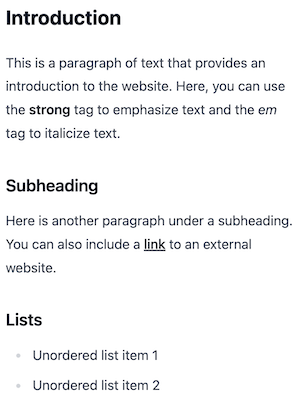 Introduction
This is a paragraph of text that provides an
introduction to the website. Here, you can use
the strong tag to emphasize text and the em
tag to italicize text.
Subheading
Here is another paragraph under a subheading.
You can also include a link to an external
website.
Lists
Unordered list item 1
Unordered list item 2